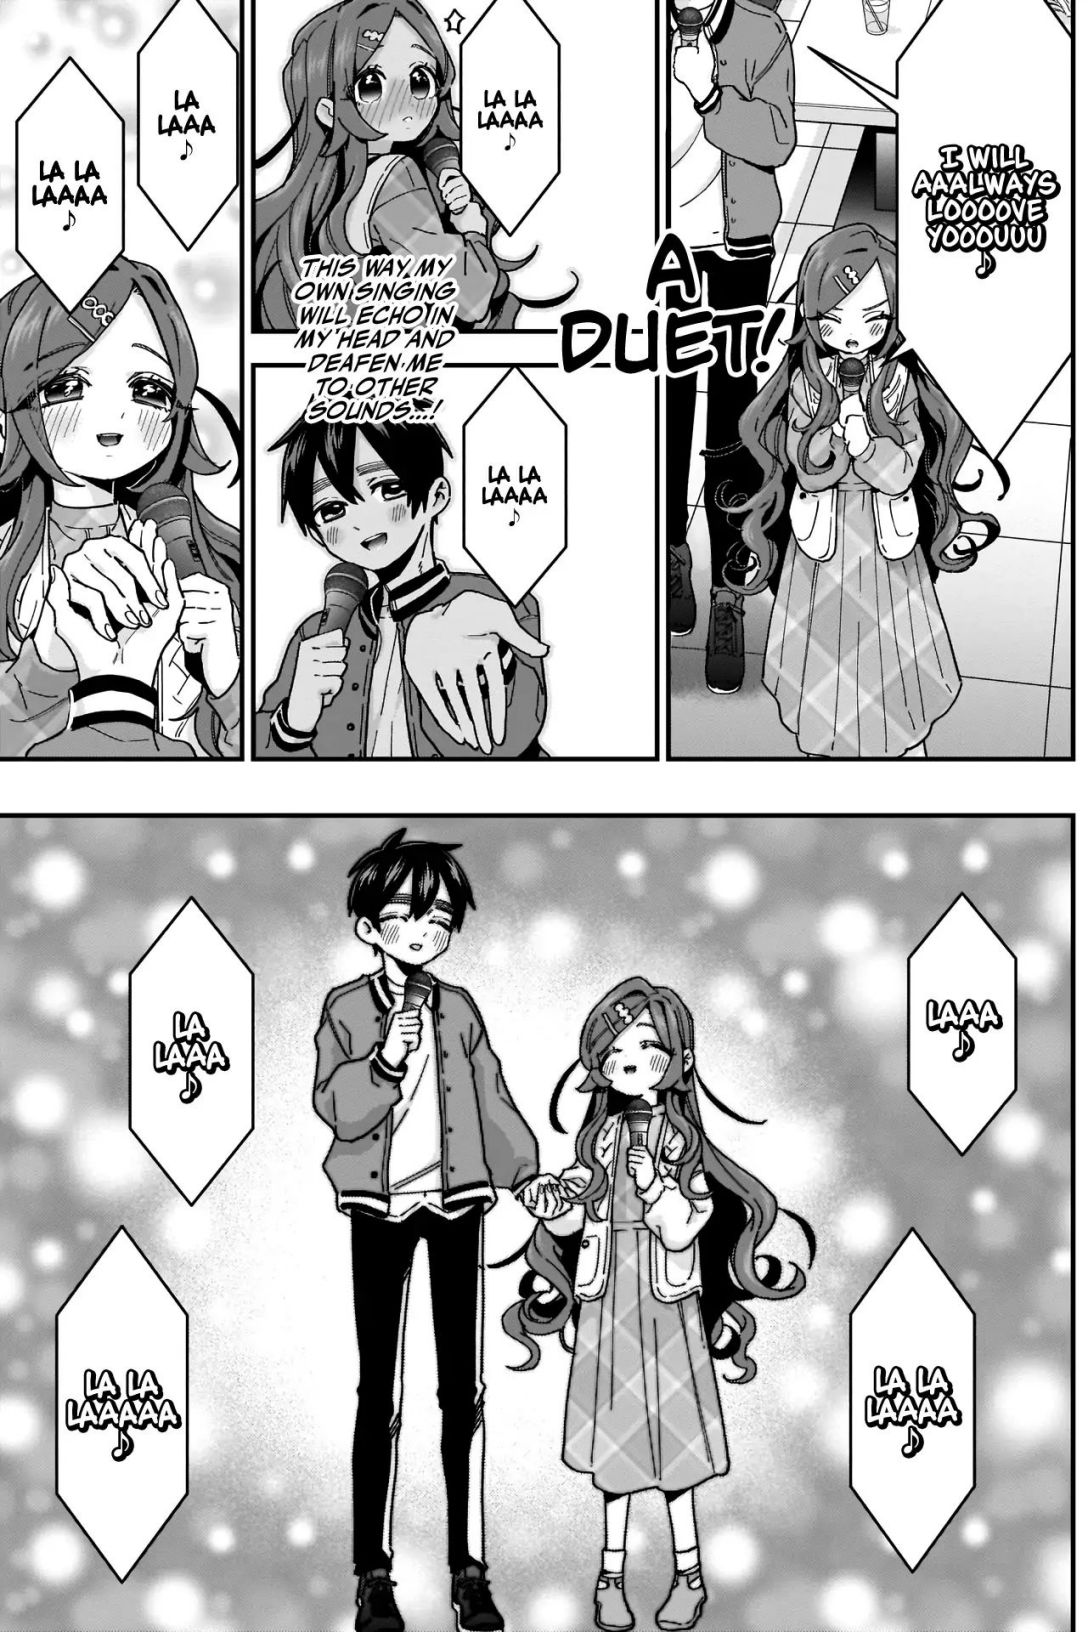 I WILL
AAALWAYS
LOOOOVE
YOOOUUU
♪
A
DUET!
LA LA
LAAAA
♪
THIS WAY, MY
OWN SINGING
WILL ECHO IN
MY HEAD AND
DEAFEN ME
TO OTHER
SOUNDS...!
LA LA
LAAAA
♪
LA
LAAA
♪
LA LA
LAAAA
♪
LAAA
♪
LA LA
LAAAA
♪
LA
LAAA
♪
LA LA
LAAAAA
♪